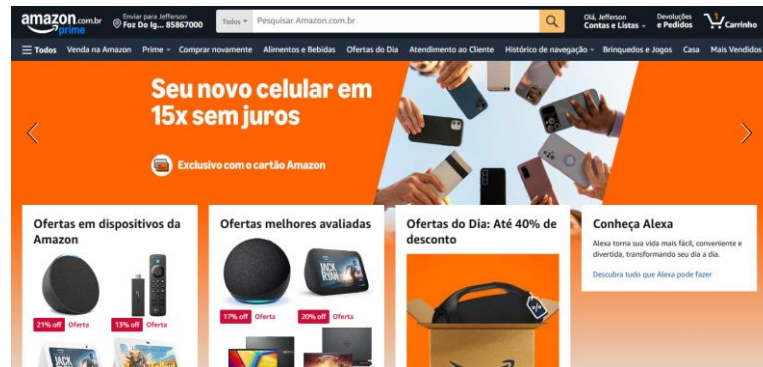 amazon.com.br
prime
Enviar para Jefferson
Foz Do Ig... 85867000
Todos
Pesquisar Amazon.com.br
Olá, Jefferson
Contas e Listas
Devoluções
e Pedidos
1
Carrinho
Todos Venda na Amazon Prime Comprar novamente Alimentos e Bebidas Ofertas do Dia Atendimento ao Cliente Histórico de navegação Brinquedos e Jogos Casa Mais Vendidos
Seu novo celular em
15x sem juros
Exclusivo com o cartão Amazon
Ofertas em dispositivos da
Amazon
21% off Oferta
13% off Oferta
Ofertas melhores avaliadas
JACK
RYAN
17% off Oferta
20% off Oferta
Ofertas do Dia: Até 40% de
desconto
%
Conheça Alexa
Alexa torna sua vida mais fácil, conveniente e
divertida, transformando seu dia a dia.
Descubra tudo que Alexa pode fazer
JACK